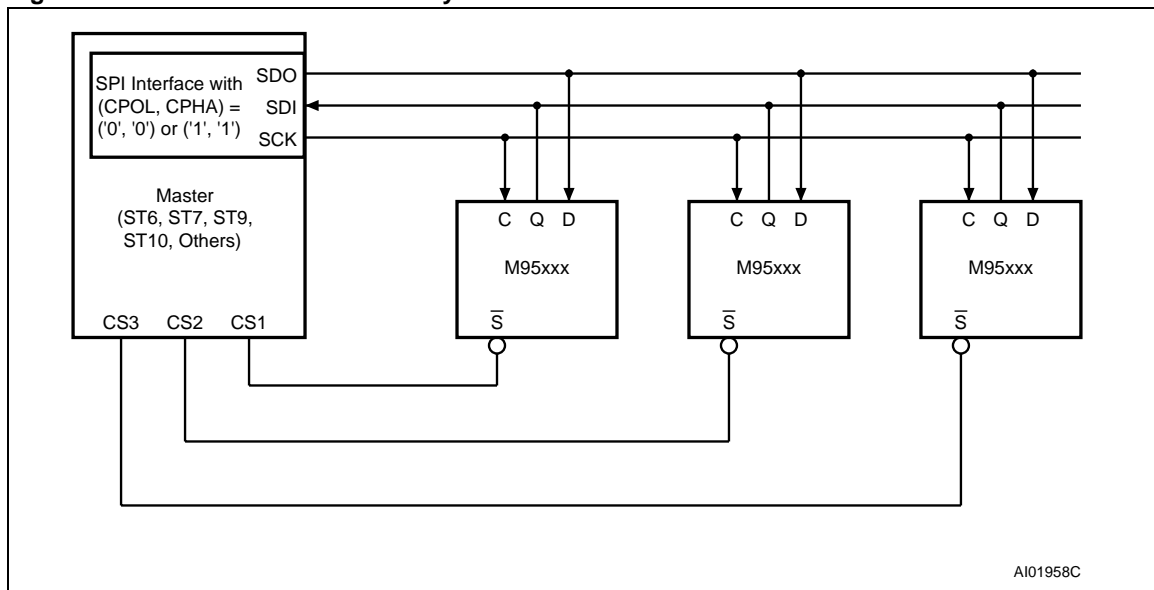 SPI Interface with
(CPOL, CPHA) =
('0', '0') or ('1', '1')
SDO
SDI
SCK
Master
(ST6, ST7, ST9,
ST10, Others)
CS3 CS2 CS1
C Q D
M95xxx
S̅
C Q D
M95xxx
S̅
C Q D
M95xxx
S̅
AI01958C